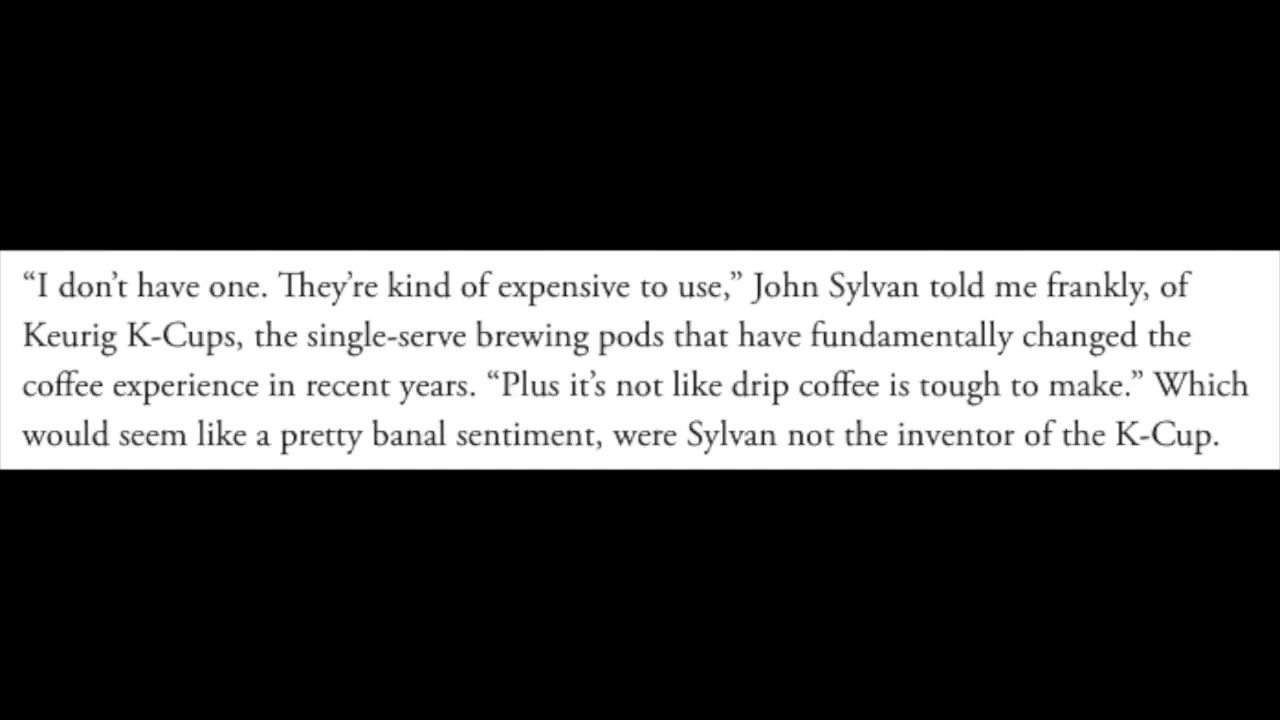 “I don’t have one. They’re kind of expensive to use,” John Sylvan told me frankly, of
Keurig K-Cups, the single-serve brewing pods that have fundamentally changed the
coffee experience in recent years. “Plus it’s not like drip coffee is tough to make.” Which
would seem like a pretty banal sentiment, were Sylvan not the inventor of the K-Cup.